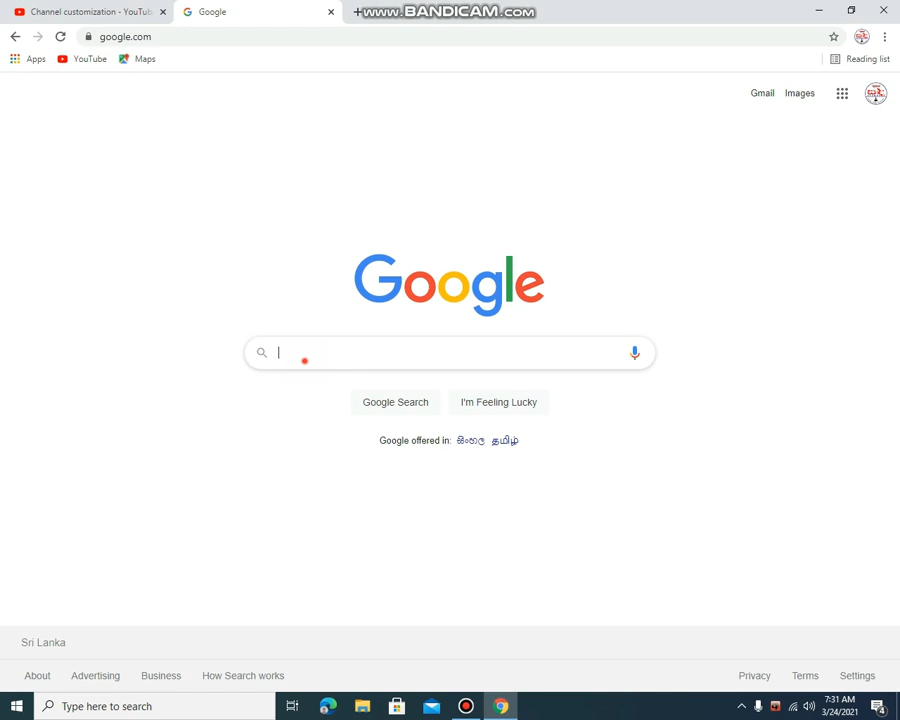 Channel customization - YouTub
Google
WWW.BANDICAM.COM
google.com
Apps
YouTube
Maps
Reading list
Gmail
Images
Google
Google Search
I'm Feeling Lucky
Google offered in: සිංහල தமிழ்
Sri Lanka
About
Advertising
Business
How Search works
Privacy
Terms
Settings
Type here to search
7:31 AM
3/24/2021
4